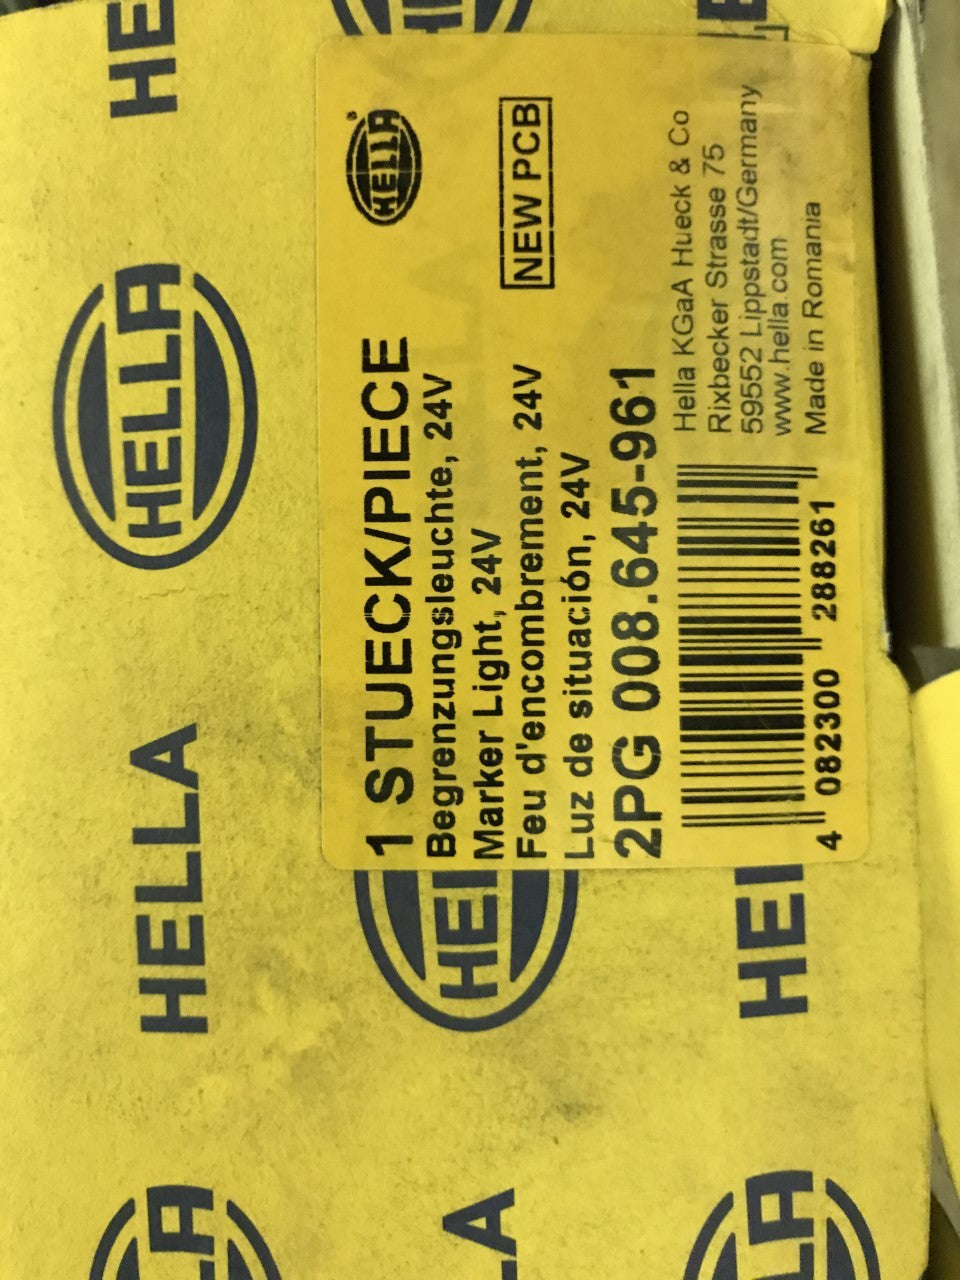 HELLA
HELLA
1 STUECK/PIECE
HELLA®
Begrenzungsleuchte, 24V
Marker Light, 24V
NEW PCB
Feu d'encombrement, 24V
Luz de situación, 24V
2PG 008.645-961
Hella KGaA Hueck & Co
Rixbecker Strasse 75
59552 Lippstadt/Germany
www.hella.com
Made in Romania
4 082300 288261